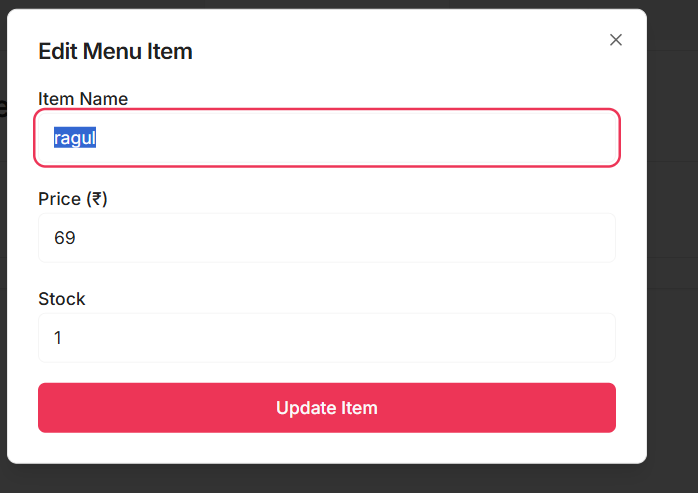 Edit Menu Item
Item Name
ragul
Price (₹)
69
Stock
1
Update Item